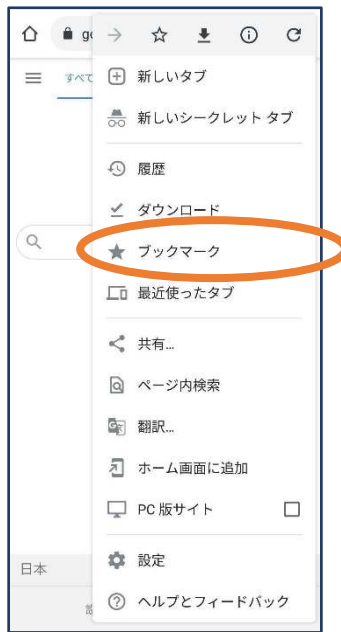 すべて
新しいタブ
新しいシークレット タブ
履歴
ダウンロード
ブックマーク
最近使ったタブ
共有...
ページ内検索
翻訳...
ホーム画面に追加
PC 版サイト
設定
日本
ヘルプとフィードバック